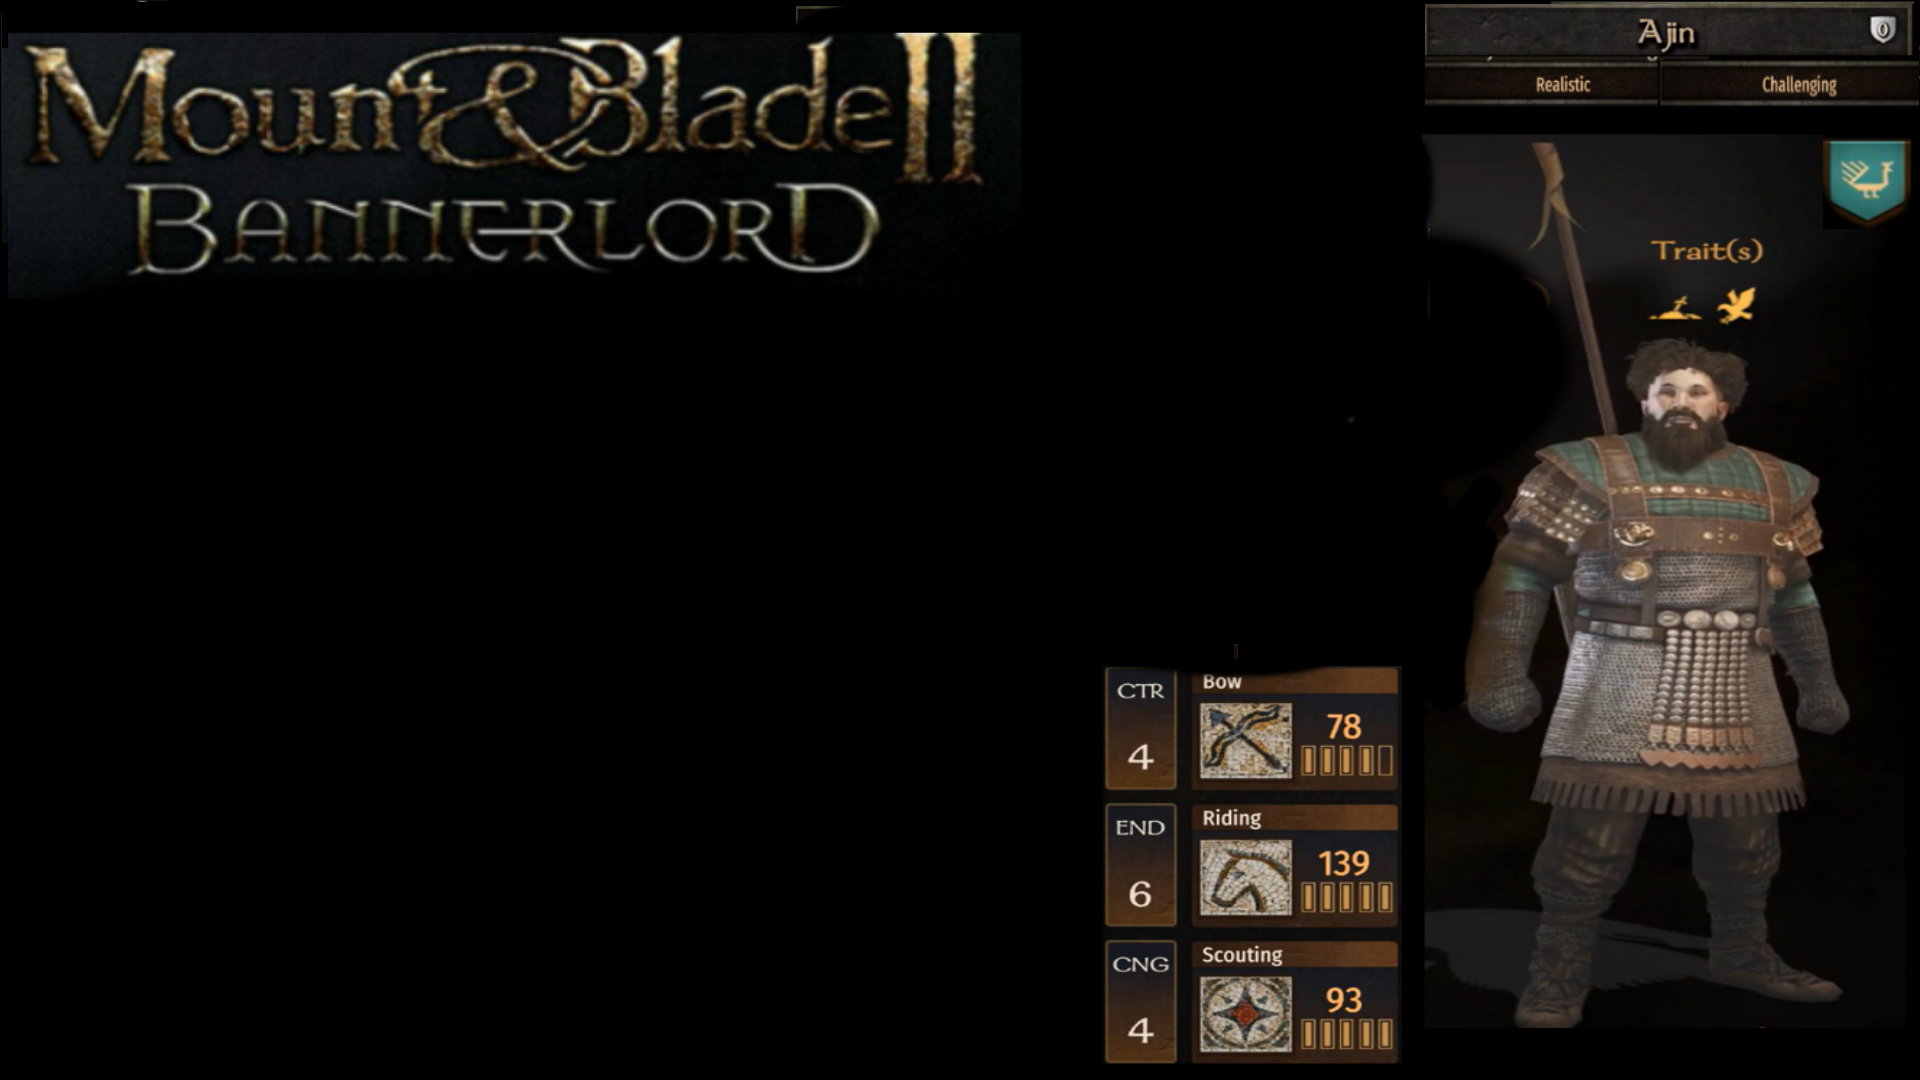 Mount & Blade II
BANNERLORD
Ajin
0
Realistic
Challenging
Trait(s)
CTR
4
Bow
78
END
6
Riding
139
CNG
4
Scouting
93